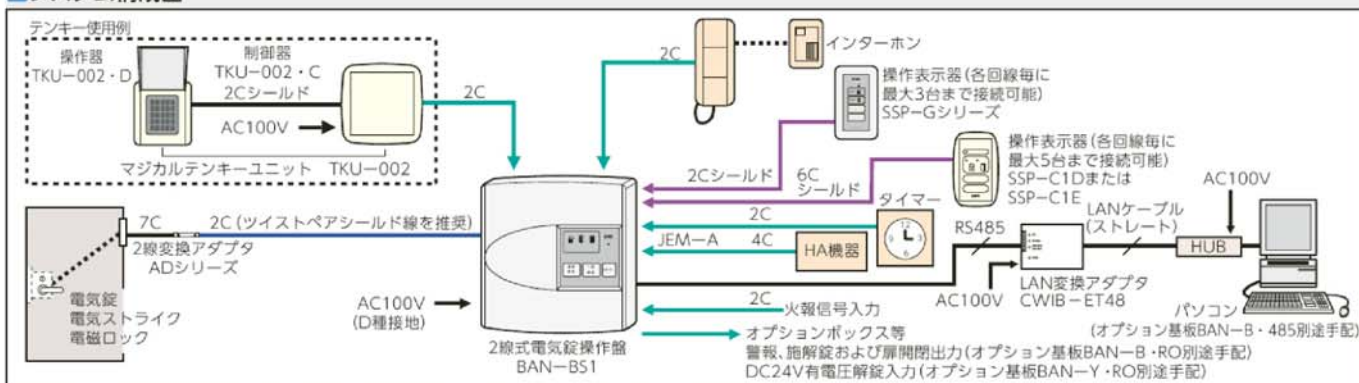 テンキー使用例
操作器
TKU−002・D
制御器
TKU−002・C
2Cシールド
AC100V
マジカルテンキーユニット TKU−002
2C
2C
インターホン
操作表示器(各回線毎に
最大3台まで接続可能)
SSP−Gシリーズ
操作表示器(各回線毎に
最大5台まで接続可能)
SSP−C1Dまたは
SSP−C1E
2Cシールド
6C
シールド
タイマー
2C
JEM−A 4C
HA機器
RS485
LANケーブル
(ストレート)
AC100V
HUB
AC100V
LAN変換アダプタ
CWIB−ET48
パソコン
(オプション基板BAN−B・485別途手配)
7C
2C(ツイストペアシールド線を推奨)
2線変換アダプタ
ADシリーズ
電気錠
電気ストライク
電磁ロック
AC100V
(D種接地)
2線式電気錠操作盤
BAN−BS1
2C
火報信号入力
オプションボックス等
警報、施解錠および扉開閉出力(オプション基板BAN−B・RO別途手配)
DC24V有電圧解錠入力(オプション基板BAN−Y・RO別途手配)